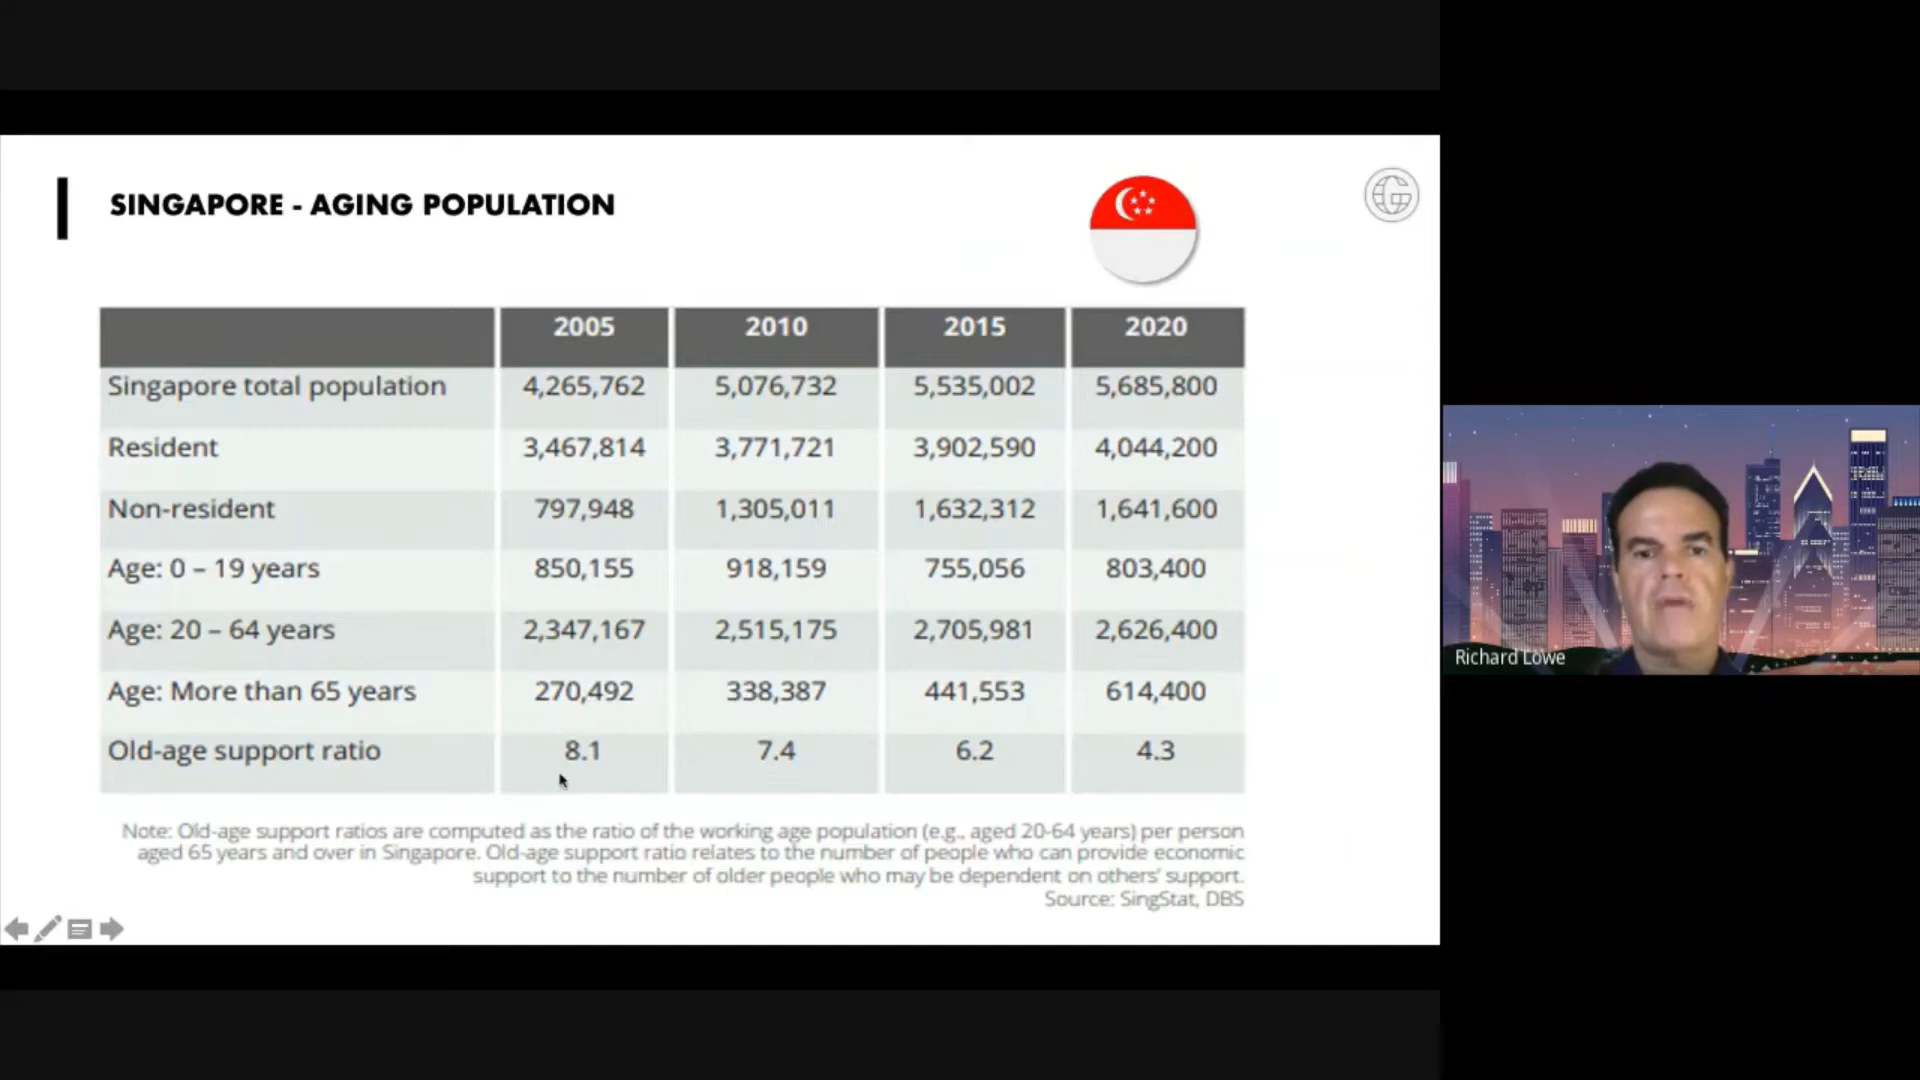 SINGAPORE - AGING POPULATION
2005 2010 2015 2020
Singapore total population 4,265,762 5,076,732 5,535,002 5,685,800
Resident 3,467,814 3,771,721 3,902,590 4,044,200
Non-resident 797,948 1,305,011 1,632,312 1,641,600
Age: 0 – 19 years 850,155 918,159 755,056 803,400
Age: 20 – 64 years 2,347,167 2,515,175 2,705,981 2,626,400
Age: More than 65 years 270,492 338,387 441,553 614,400
Old-age support ratio 8.1 7.4 6.2 4.3
Note: Old-age support ratios are computed as the ratio of the working age population (e.g., aged 20-64 years) per person
aged 65 years and over in Singapore. Old-age support ratio relates to the number of people who can provide economic
support to the number of older people who may be dependent on others' support.
Source: SingStat, DBS
Richard Lowe